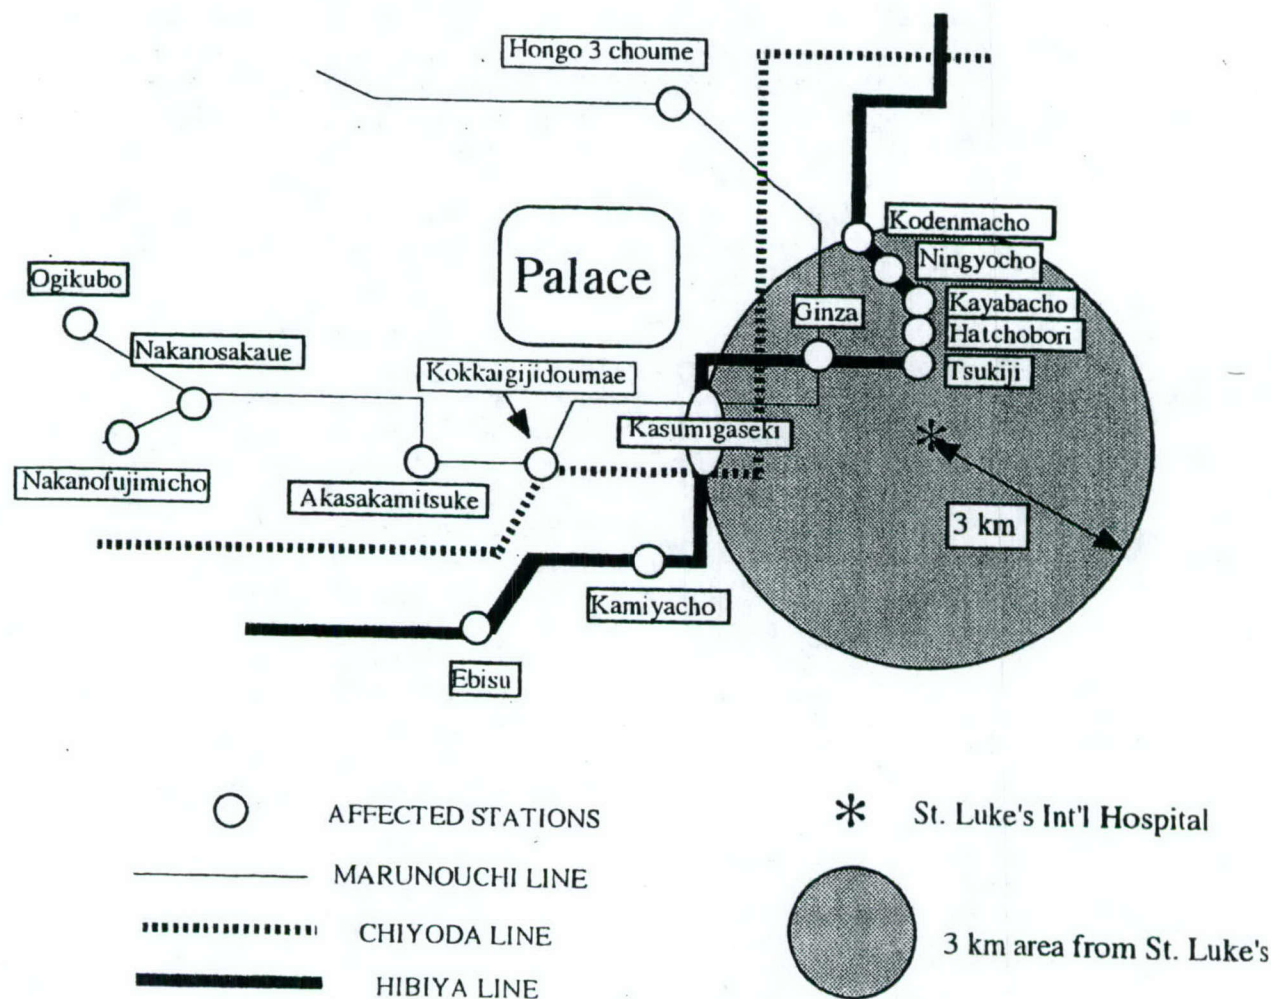 Hongo 3 choume
Kodenmacho
Ningyocho
Palace
Ogikubo
Kayabacho
Ginza
Hatchobori
Nakanosakaue
Tsukiji
Kokkaigijidoumae
Kasumigaseki
Nakanofujimicho
Akasakamitsuke
3 km
Kamiyacho
Ebisu
AFFECTED STATIONS
MARUNOUCHI LINE
CHIYODA LINE
HIBIYA LINE
* St. Luke's Int'l Hospital
3 km area from St. Luke's